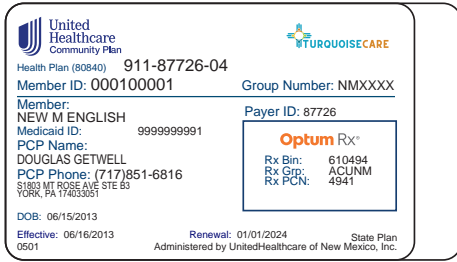 United
Healthcare
Community Plan
TURQUOISECARE
Health Plan (80840) 911-87726-04
Member ID: 000100001 Group Number: NMXXXX
Member:
NEW M ENGLISH
Payer ID: 87726
Medicaid ID: 9999999991
PCP Name:
DOUGLAS GETWELL
PCP Phone: (717)851-6816
S1803 MT ROSE AVE STE B3
YORK, PA 174033051
Optum Rx®
Rx Bin: 610494
Rx Grp: ACUNM
Rx PCN: 4941
DOB: 06/15/2013
Effective: 06/16/2013 Renewal: 01/01/2024 State Plan
0501 Administered by UnitedHealthcare of New Mexico, Inc.